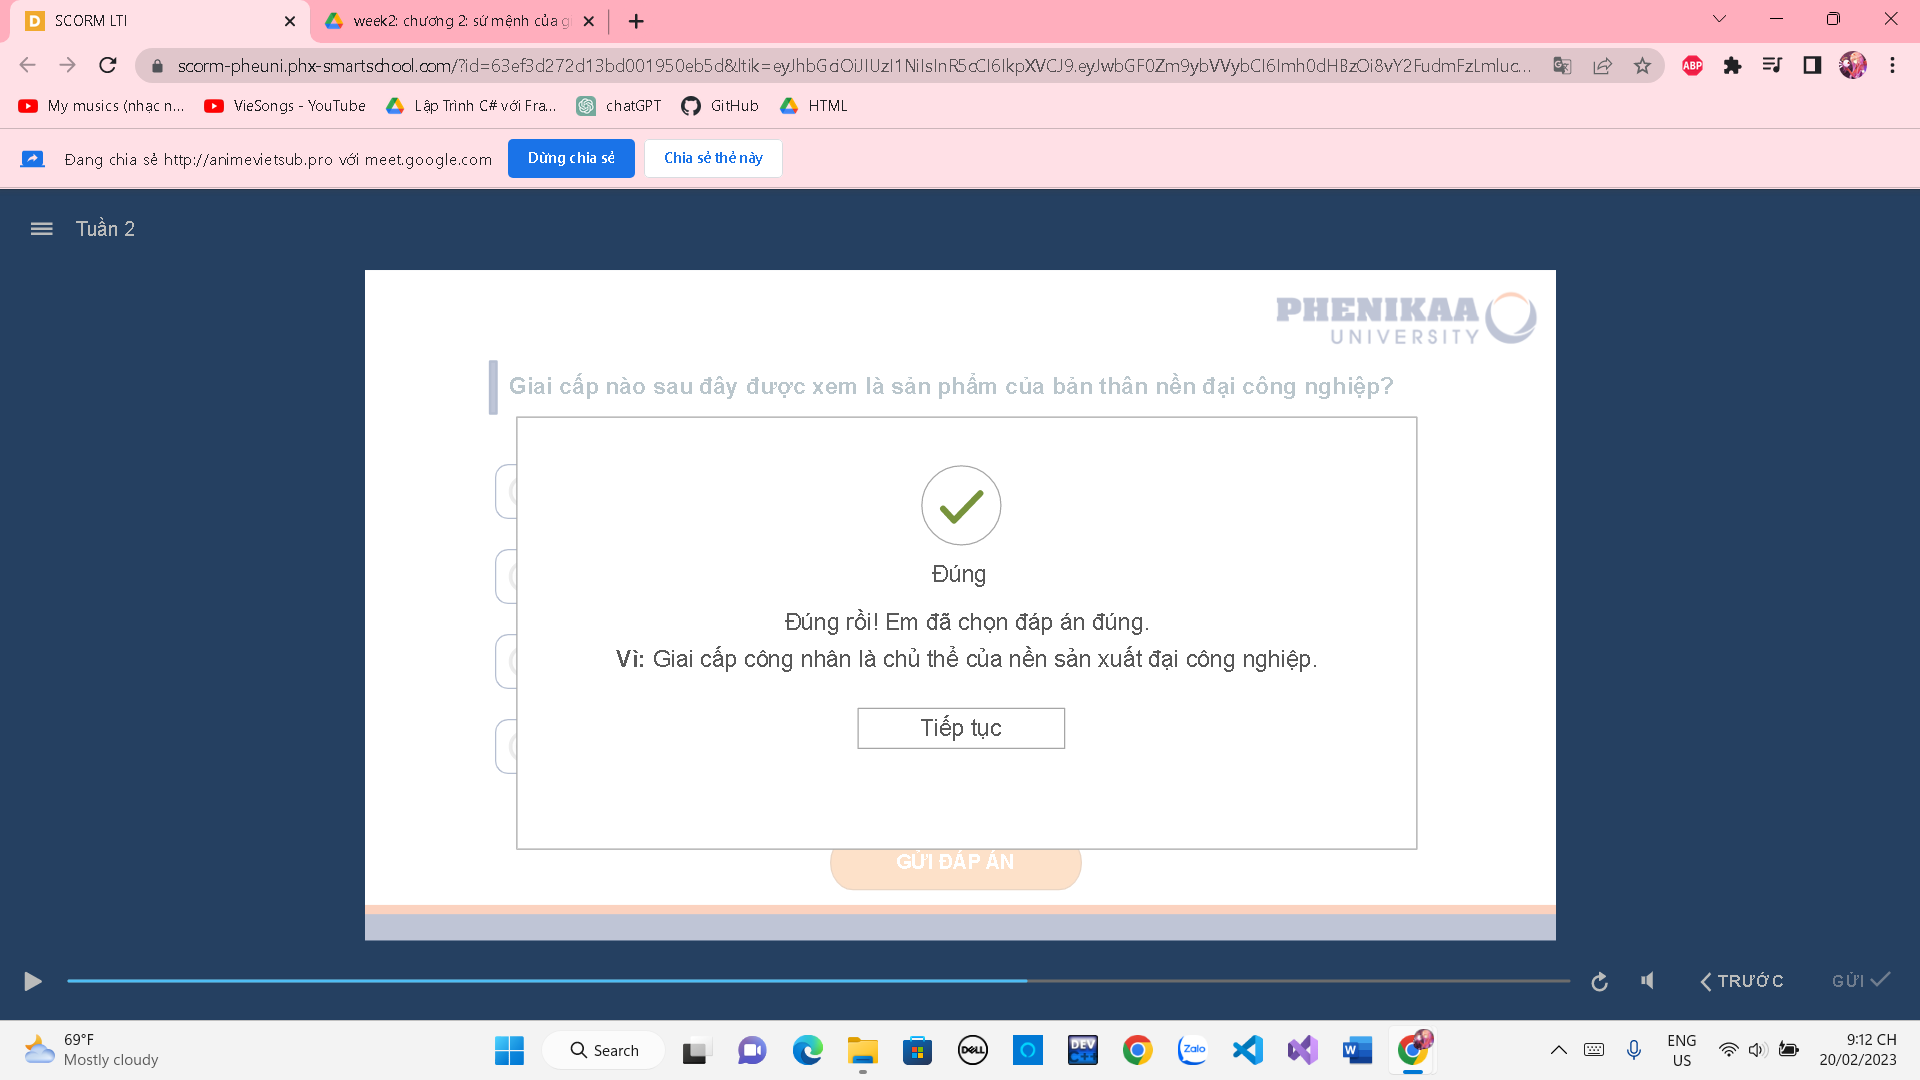 SCORM LTI
week2: chương 2: sứ mệnh của g
scorm-pheuni.phx-smartschool.com/?id=63ef3d272d13bd001950eb5d&ltik=eyJhbGciOiJIUzI1NiIsInR5cCI6IkpXVCJ9.eyJwbGF0Zm9ybVVybCI6Imh0dHBzOi8vY2FudmFzLmluc...
ABP
My musics (nhạc n...
VieSongs - YouTube
Lập Trình C# với Fra...
chatGPT
GitHub
HTML
Đang chia sẻ http://animevietsub.pro với meet.google.com
Dừng chia sẻ
Chia sẻ thẻ này
Tuần 2
PHENIKAA
UNIVERSITY
Giai cấp nào sau đây được xem là sản phẩm của bản thân nền đại công nghiệp?
Đúng
Đúng rồi! Em đã chọn đáp án đúng.
Vì: Giai cấp công nhân là chủ thể của nền sản xuất đại công nghiệp.
Tiếp tục
GỬI ĐÁP ÁN
TRƯỚC
GỬI
69°F
Mostly cloudy
Search
DELL
DEV
C++
Zalo
ENG
US
9:12 CH
20/02/2023